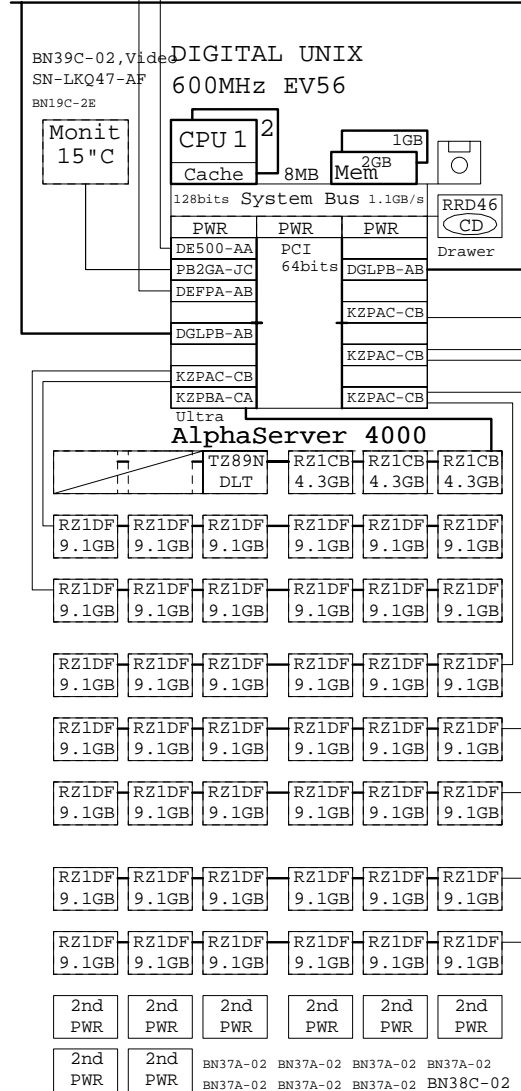 BN39C-02,Video
SN-LKQ47-AF
BN19C-2E
DIGITAL UNIX
600MHz EV56
Monit
15"C
CPU 1
2
Cache
8MB
1GB
2GB
Mem
128bits System Bus 1.1GB/s
RRD46
CD
Drawer
PWR PWR PWR
DE500-AA PCI
PB2GA-JC 64bits DGLPB-AB
DEFPA-AB
KZPAC-CB
DGLPB-AB
KZPAC-CB
KZPAC-CB
KZPBA-CA KZPAC-CB
Ultra
AlphaServer 4000
TZ89N RZ1CB RZ1CB RZ1CB
DLT 4.3GB 4.3GB 4.3GB
RZ1DF RZ1DF RZ1DF RZ1DF RZ1DF RZ1DF
9.1GB 9.1GB 9.1GB 9.1GB 9.1GB 9.1GB
RZ1DF RZ1DF RZ1DF RZ1DF RZ1DF RZ1DF
9.1GB 9.1GB 9.1GB 9.1GB 9.1GB 9.1GB
RZ1DF RZ1DF RZ1DF RZ1DF RZ1DF RZ1DF
9.1GB 9.1GB 9.1GB 9.1GB 9.1GB 9.1GB
RZ1DF RZ1DF RZ1DF RZ1DF RZ1DF RZ1DF
9.1GB 9.1GB 9.1GB 9.1GB 9.1GB 9.1GB
RZ1DF RZ1DF RZ1DF RZ1DF RZ1DF RZ1DF
9.1GB 9.1GB 9.1GB 9.1GB 9.1GB 9.1GB
RZ1DF RZ1DF RZ1DF RZ1DF RZ1DF RZ1DF
9.1GB 9.1GB 9.1GB 9.1GB 9.1GB 9.1GB
RZ1DF RZ1DF RZ1DF RZ1DF RZ1DF RZ1DF
9.1GB 9.1GB 9.1GB 9.1GB 9.1GB 9.1GB
2nd 2nd 2nd 2nd 2nd 2nd
PWR PWR PWR PWR PWR PWR
2nd 2nd BN37A-02 BN37A-02 BN37A-02 BN37A-02
PWR PWR BN37A-02 BN37A-02 BN37A-02 BN38C-02